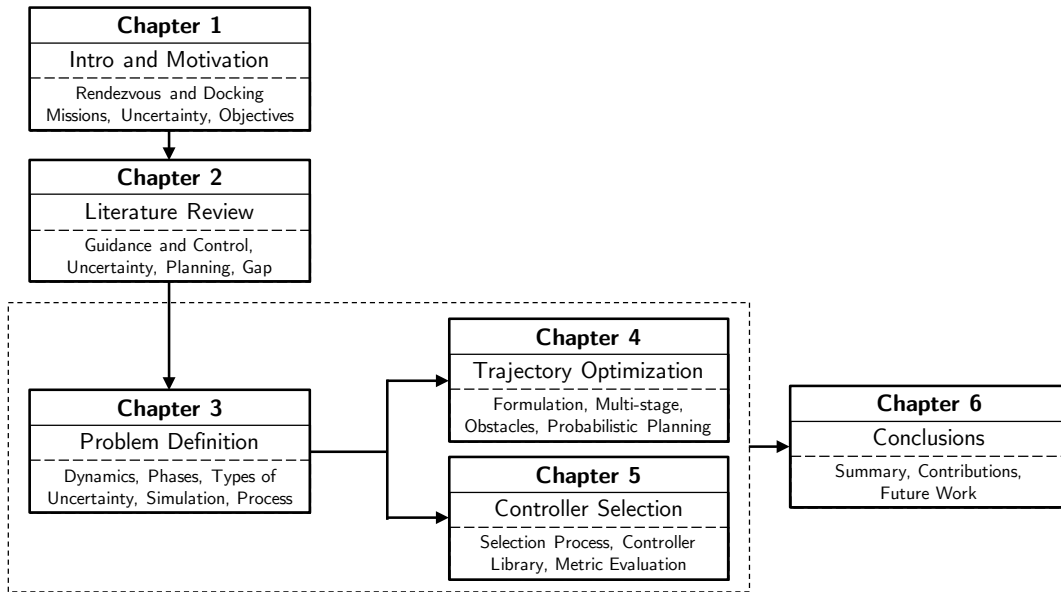 Chapter 1
Intro and Motivation
Rendezvous and Docking
Missions, Uncertainty, Objectives
Chapter 2
Literature Review
Guidance and Control,
Uncertainty, Planning, Gap
Chapter 3
Problem Definition
Dynamics, Phases, Types of
Uncertainty, Simulation, Process
Chapter 4
Trajectory Optimization
Formulation, Multi-stage,
Obstacles, Probabilistic Planning
Chapter 5
Controller Selection
Selection Process, Controller
Library, Metric Evaluation
Chapter 6
Conclusions
Summary, Contributions,
Future Work